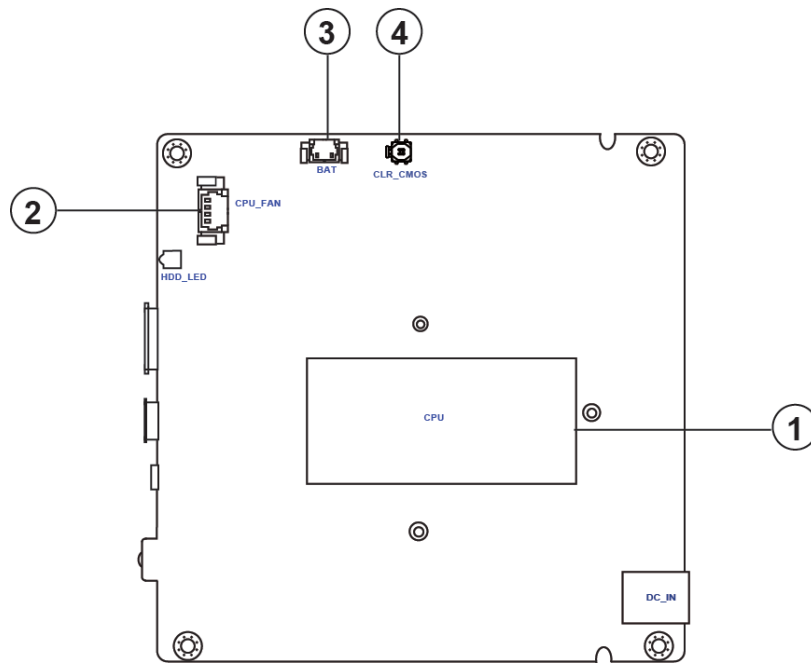 3
4
BAT
CLR_CMOS
2
CPU_FAN
HDD_LED
CPU
1
DC_IN